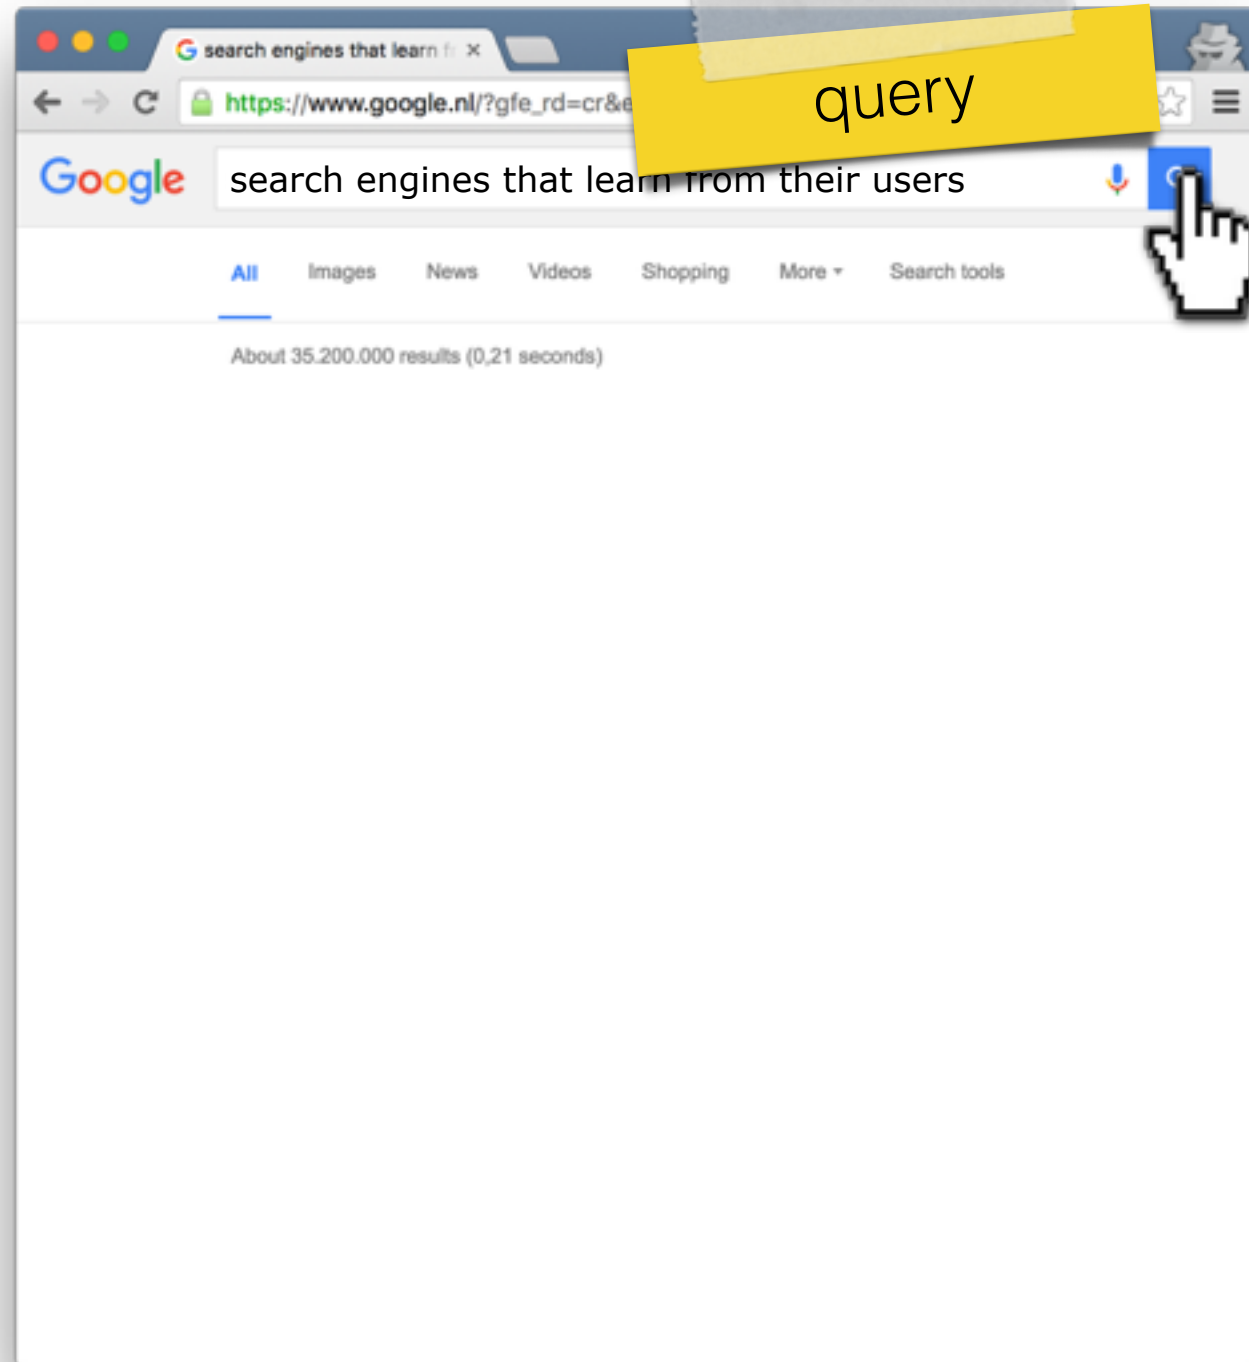 search engines that learn fr
query
https://www.google.nl/?gfe_rd=cr&e
Google
search engines that learn from their users
All Images News Videos Shopping More Search tools
About 35.200.000 results (0,21 seconds)